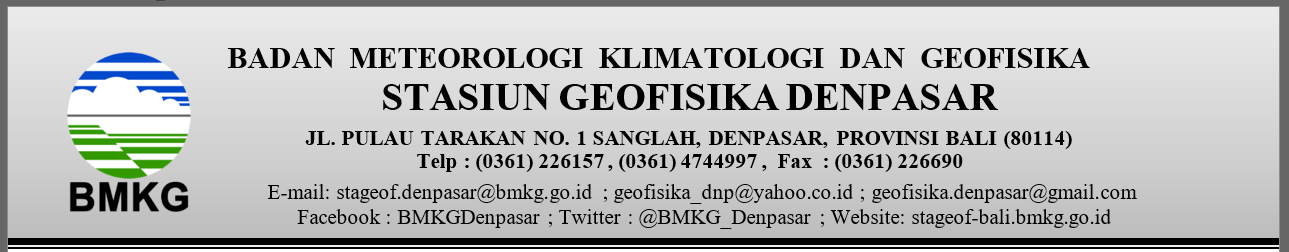 BADAN METEOROLOGI KLIMATOLOGI DAN GEOFISIKA
STASIUN GEOFISIKA DENPASAR
JL. PULAU TARAKAN NO. 1 SANGLAH, DENPASAR, PROVINSI BALI (80114)
Telp : (0361) 226157 , (0361) 4744997 , Fax : (0361) 226690
E-mail: stageof.denpasar@bmkg.go.id ; geofisika_dnp@yahoo.co.id ; geofisika.denpasar@gmail.com
Facebook : BMKGDenpasar ; Twitter : @BMKG_Denpasar ; Website: stageof-bali.bmkg.go.id
BMKG